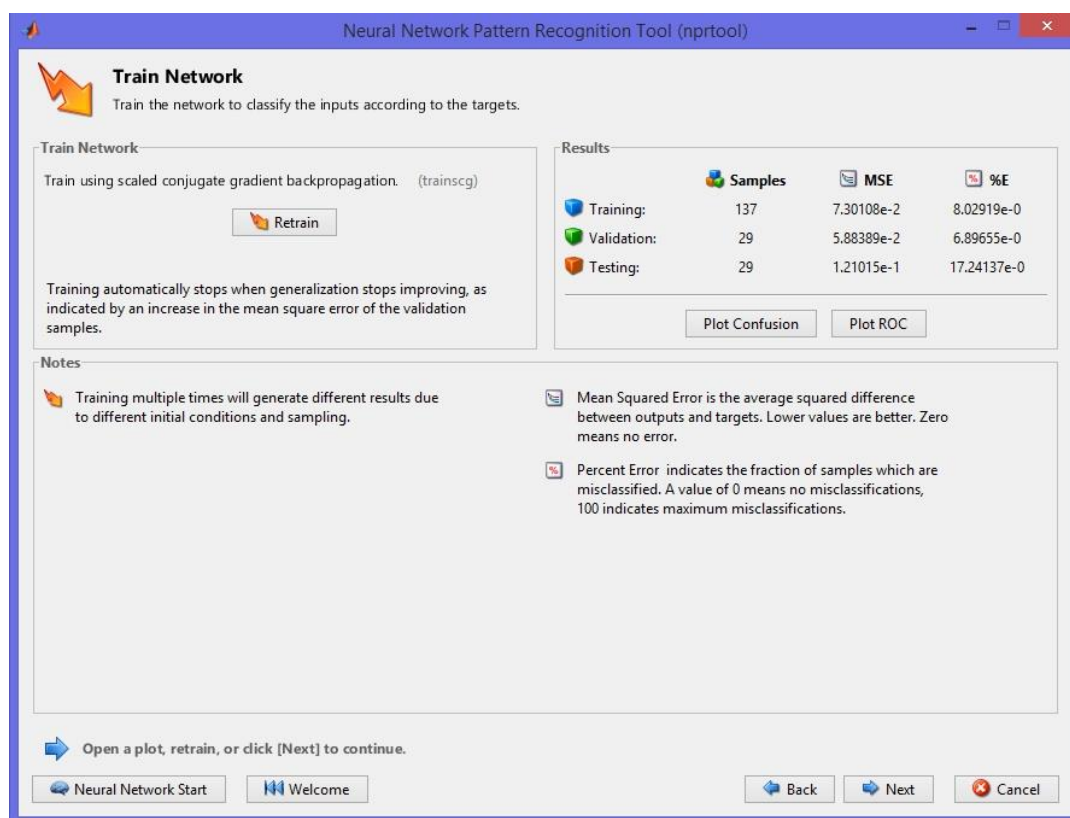 Neural Network Pattern Recognition Tool (nprtool)
Train Network
Train the network to classify the inputs according to the targets.
Train Network
Train using scaled conjugate gradient backpropagation. (trainscg)
Retrain
Training automatically stops when generalization stops improving, as
indicated by an increase in the mean square error of the validation
samples.
Results
Samples MSE %E
Training: 137 7.30108e-2 8.02919e-0
Validation: 29 5.88389e-2 6.89655e-0
Testing: 29 1.21015e-1 17.24137e-0
Plot Confusion Plot ROC
Notes
Training multiple times will generate different results due
to different initial conditions and sampling.
Mean Squared Error is the average squared difference
between outputs and targets. Lower values are better. Zero
means no error.
Percent Error indicates the fraction of samples which are
misclassified. A value of 0 means no misclassifications,
100 indicates maximum misclassifications.
Open a plot, retrain, or click [Next] to continue.
Neural Network Start Welcome Back Next Cancel